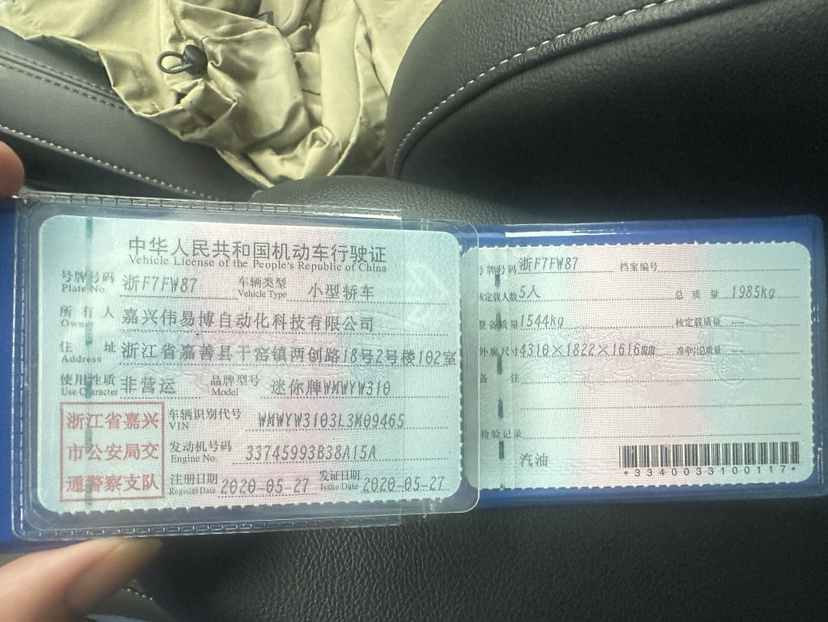 中华人民共和国机动车行驶证
Vehicle License of the People's Republic of China
号牌号码 浙F7FW87 车辆类型 小型轿车
Plate No. Vehicle Type
所有人 嘉兴伟易博自动化科技有限公司
Owner
住址 浙江省嘉善县干窑镇两创路18号2号楼102室
Address
使用性质 非营运 品牌型号 迷你牌WMWYW310
Use Character Model
浙江省嘉兴
市公安局交
通警察支队
车辆识别代号 WMWYW3103L3M09465
VIN
发动机号码 33745993B38A15A
Engine No.
注册日期 2020-05-27 发证日期 2020-05-27
Register Date Issue Date
号牌号码 浙F7FW87 档案编号
核定载人数 5人 总质量 1985kg
整备质量 1544kg 核定载质量 --
外廓尺寸 4310×1822×1616mm 准牵引总质量 --
备注
检验记录
汽油
*3340033100117*